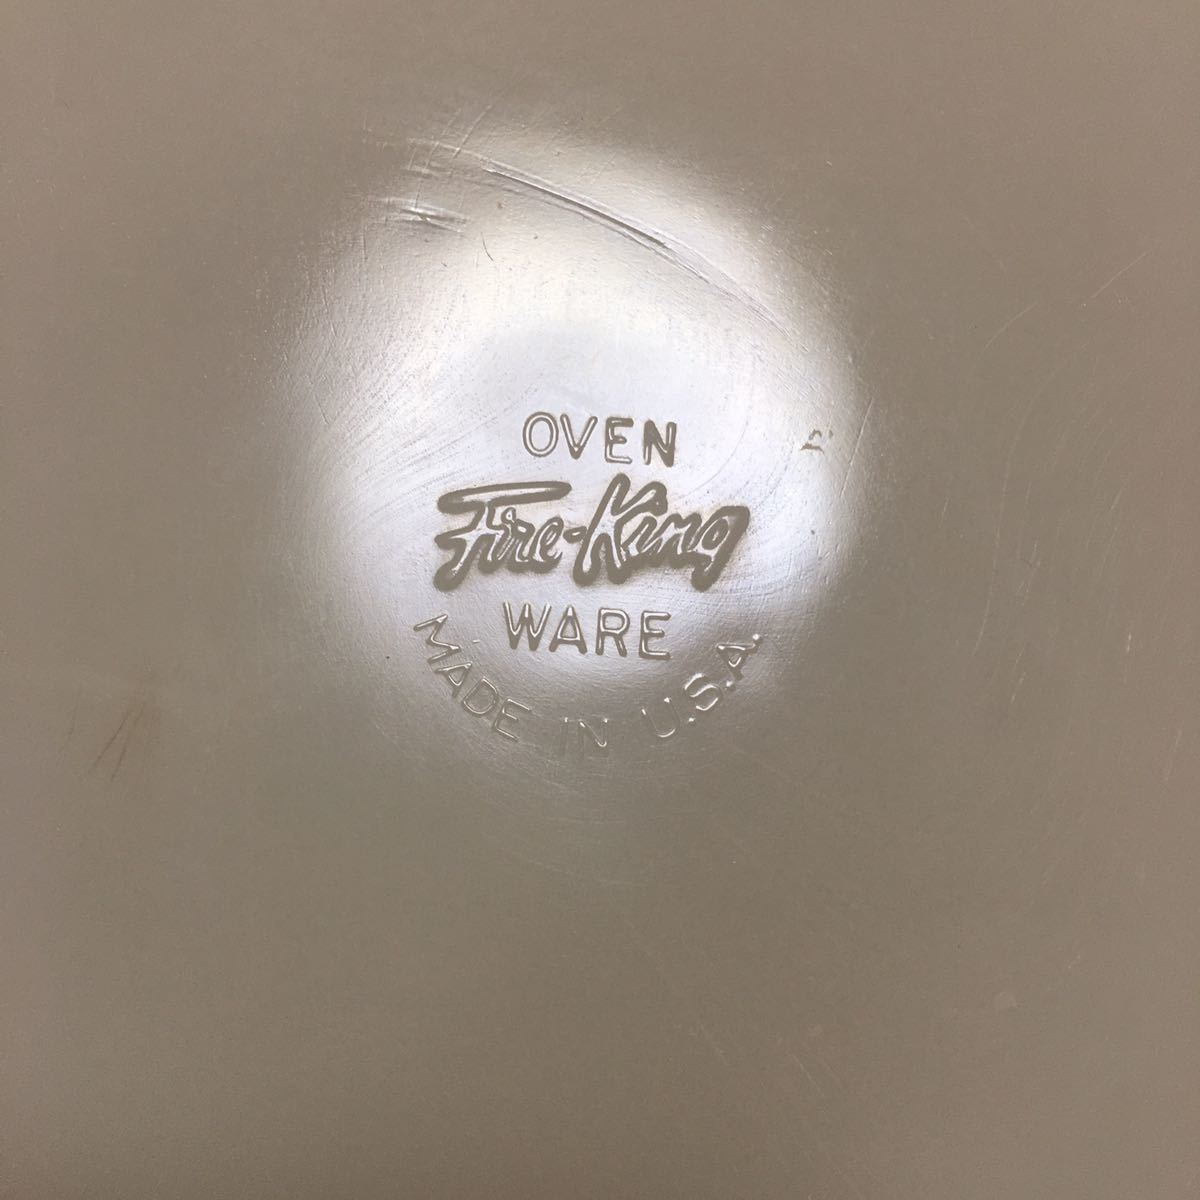 OVEN
Fire-King
WARE
MADE IN U.S.A.